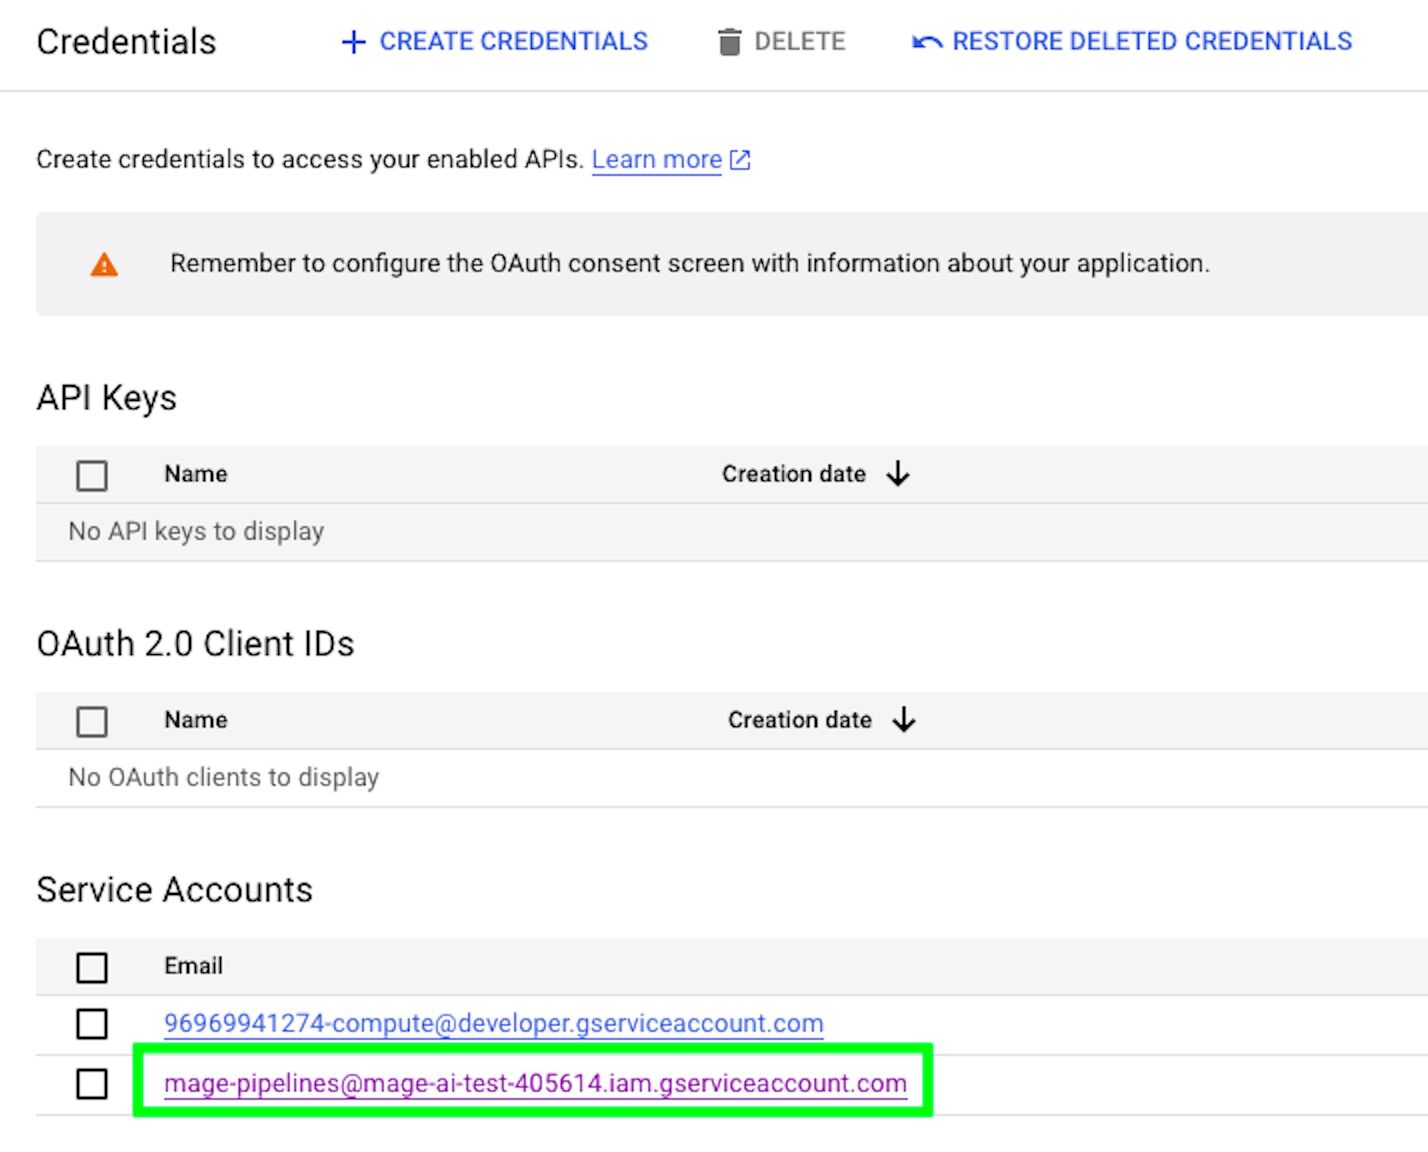 Credentials
CREATE CREDENTIALS
DELETE
RESTORE DELETED CREDENTIALS
Create credentials to access your enabled APIs. Learn more
Remember to configure the OAuth consent screen with information about your application.
API Keys
Name Creation date
No API keys to display
OAuth 2.0 Client IDs
Name Creation date
No OAuth clients to display
Service Accounts
Email
96969941274-compute@developer.gserviceaccount.com
mage-pipelines@mage-ai-test-405614.iam.gserviceaccount.com